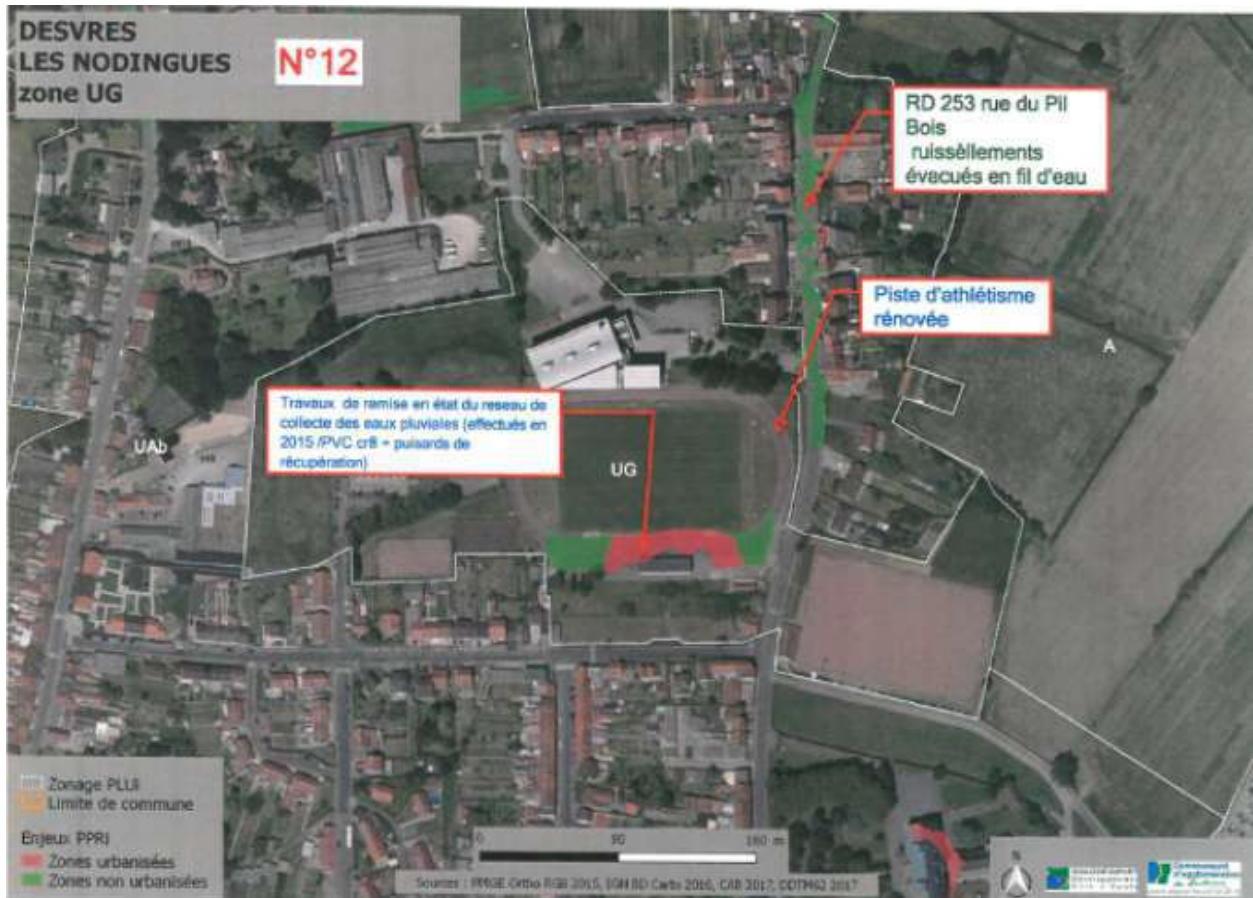 DESVRES
LES NODINGUES
zone UG
N°12
RD 253 rue du Pil
Bois
ruissèllements
évacués en fil d'eau
Piste d'athlétisme
rénovée
A
Travaux de remise en état du reseau de
collecte des eaux pluviales (effectués en
2015 /PVC cr8 + puisards de
récupération)
UAb
UG
Zonage PLUi
Limite de commune
Enjeux PPRI
Zones urbanisées
Zones non urbanisées
0 90 180 m
Sources : PPIGE Ortho RGB 2015, IGN BD Carto 2016, CAB 2017, DDTM62 2017
N